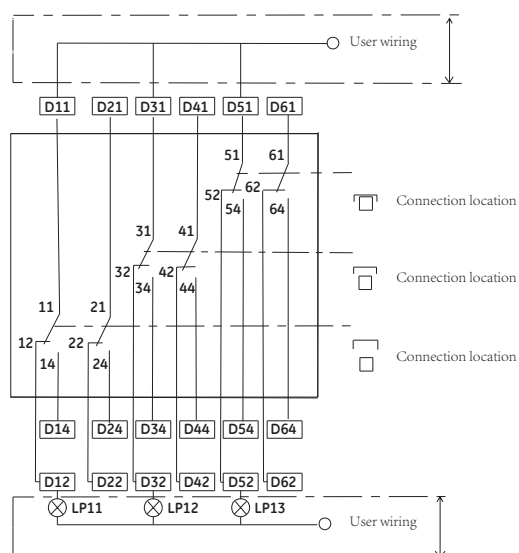 User wiring
D11 D21 D31 D41 D51 D61
51 61
52 62
54 64
Connection location
31 41
32 42
34 44
Connection location
11 21
12 22
14 24
Connection location
D14 D24 D34 D44 D54 D64
D12 D22 D32 D42 D52 D62
LP11 LP12 LP13
User wiring